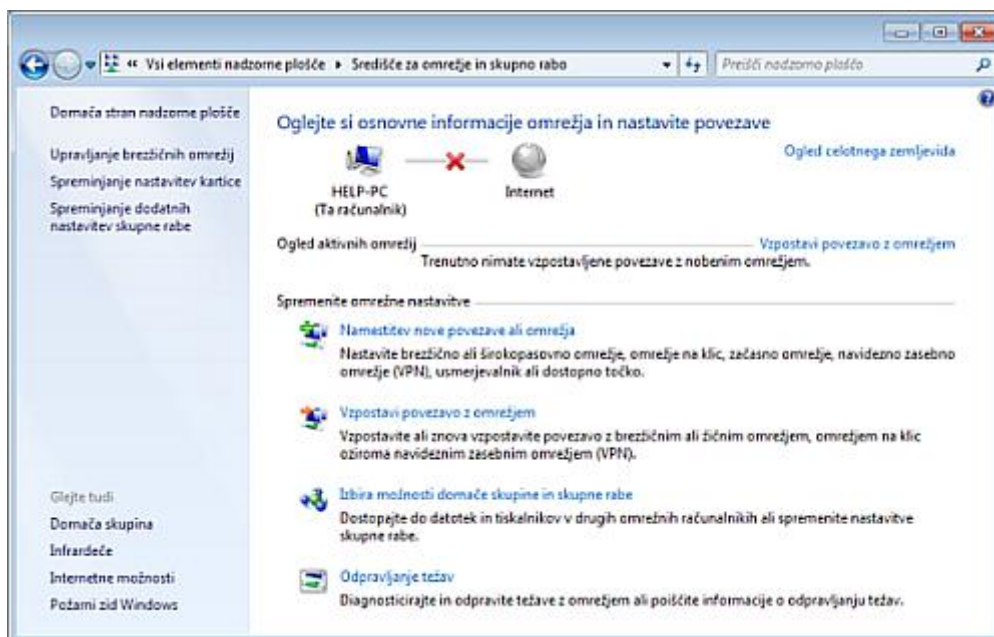 « Vsi elementi nadzorne plošče ▸ Središče za omrežje in skupno rabo
Preišči nadzorno ploščo
Domača stran nadzorne plošče
Upravljanje brezžičnih omrežij
Spreminjanje nastavitev kartice
Spreminjanje dodatnih
nastavitev skupne rabe
Glejte tudi
Domača skupina
Infrardeče
Internetne možnosti
Požarni zid Windows
Oglejte si osnovne informacije omrežja in nastavite povezave
Ogled celotnega zemljevida
HELP-PC
(Ta računalnik)
Internet
Ogled aktivnih omrežij
Vzpostavi povezavo z omrežjem
Trenutno nimate vzpostavljene povezave z nobenim omrežjem.
Spremenite omrežne nastavitve
Namestitev nove povezave ali omrežja
Nastavite brezžično ali širokopasovno omrežje, omrežje na klic, začasno omrežje, navidezno zasebno
omrežje (VPN), usmerjevalnik ali dostopno točko.
Vzpostavi povezavo z omrežjem
Vzpostavite ali znova vzpostavite povezavo z brezžičnim ali žičnim omrežjem, omrežjem na klic
oziroma navideznim zasebnim omrežjem (VPN).
Izbira možnosti domače skupine in skupne rabe
Dostopajte do datotek in tiskalnikov v drugih omrežnih računalnikih ali spremenite nastavitve
skupne rabe.
Odpravljanje težav
Diagnosticirajte in odpravite težave z omrežjem ali poiščite informacije o odpravljanju težav.